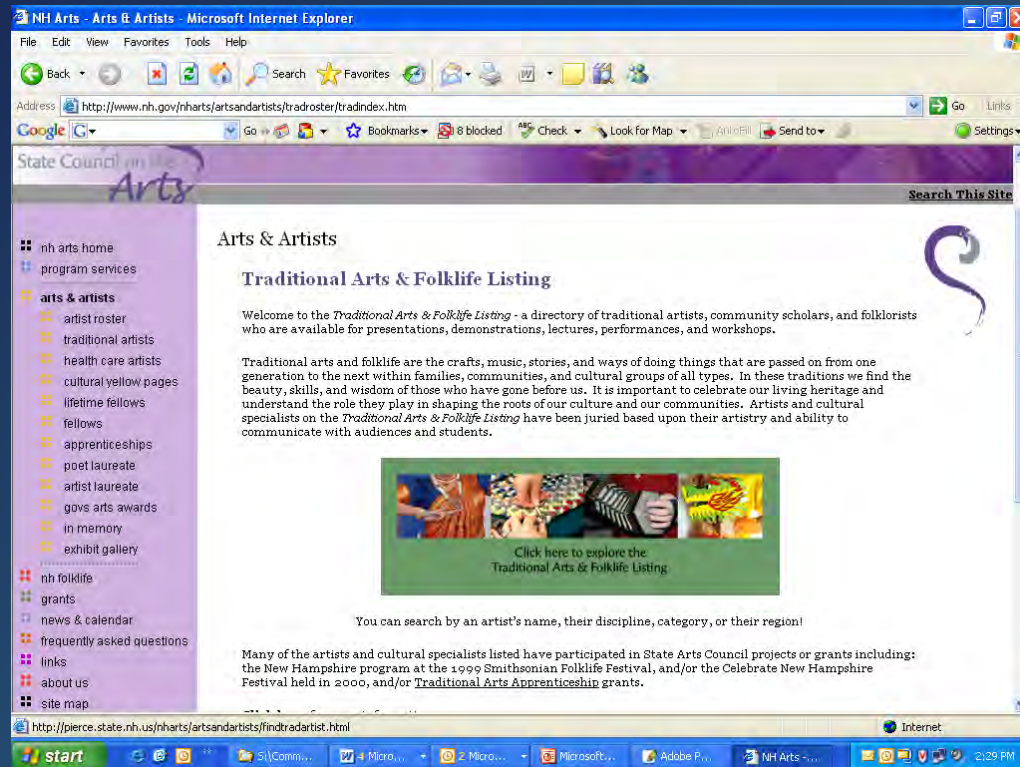 NH Arts - Arts & Artists - Microsoft Internet Explorer
File Edit View Favorites Tools Help
Back Search Favorites
Address http://www.nh.gov/nharts/artsandartists/tradroster/tradindex.htm Go Links
Google Go Bookmarks 8 blocked Check Look for Map AutoFill Send to Settings
State Council on the
Arts
Search This Site
nh arts home
program services
arts & artists
artist roster
traditional artists
health care artists
cultural yellow pages
lifetime fellows
fellows
apprenticeships
poet laureate
artist laureate
govs arts awards
in memory
exhibit gallery
nh folklife
grants
news & calendar
frequently asked questions
links
about us
site map
Arts & Artists
Traditional Arts & Folklife Listing
Welcome to the Traditional Arts & Folklife Listing - a directory of traditional artists, community scholars, and folklorists
who are available for presentations, demonstrations, lectures, performances, and workshops.
Traditional arts and folklife are the crafts, music, stories, and ways of doing things that are passed on from one
generation to the next within families, communities, and cultural groups of all types. In these traditions we find the
beauty, skills, and wisdom of those who have gone before us. It is important to celebrate our living heritage and
understand the role they play in shaping the roots of our culture and our communities. Artists and cultural
specialists on the Traditional Arts & Folklife Listing have been juried based upon their artistry and ability to
communicate with audiences and students.
Click here to explore the
Traditional Arts & Folklife Listing
You can search by an artist's name, their discipline, category, or their region!
Many of the artists and cultural specialists listed have participated in State Arts Council projects or grants including:
the New Hampshire program at the 1999 Smithsonian Folklife Festival, and/or the Celebrate New Hampshire
Festival held in 2000, and/or Traditional Arts Apprenticeship grants.
http://pierce.state.nh.us/nharts/artsandartists/findtradartist.html Internet
start S:\Comm... 4 Micro... 2 Micro... Microsoft... Adobe P... NH Arts -... 2:29 PM